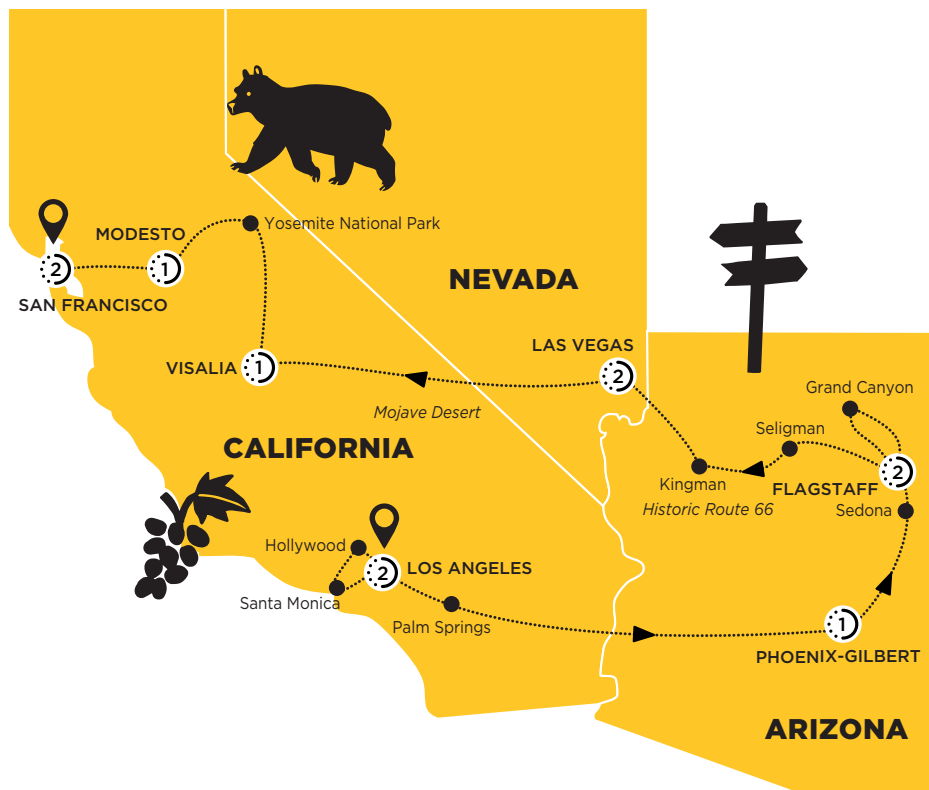 Yosemite National Park
MODESTO
2
1
SAN FRANCISCO
NEVADA
LAS VEGAS
2
VISALIA
1
Mojave Desert
CALIFORNIA
Grand Canyon
Seligman
Kingman
FLAGSTAFF
2
Historic Route 66
Sedona
Hollywood
2
LOS ANGELES
Santa Monica
Palm Springs
1
PHOENIX-GILBERT
ARIZONA